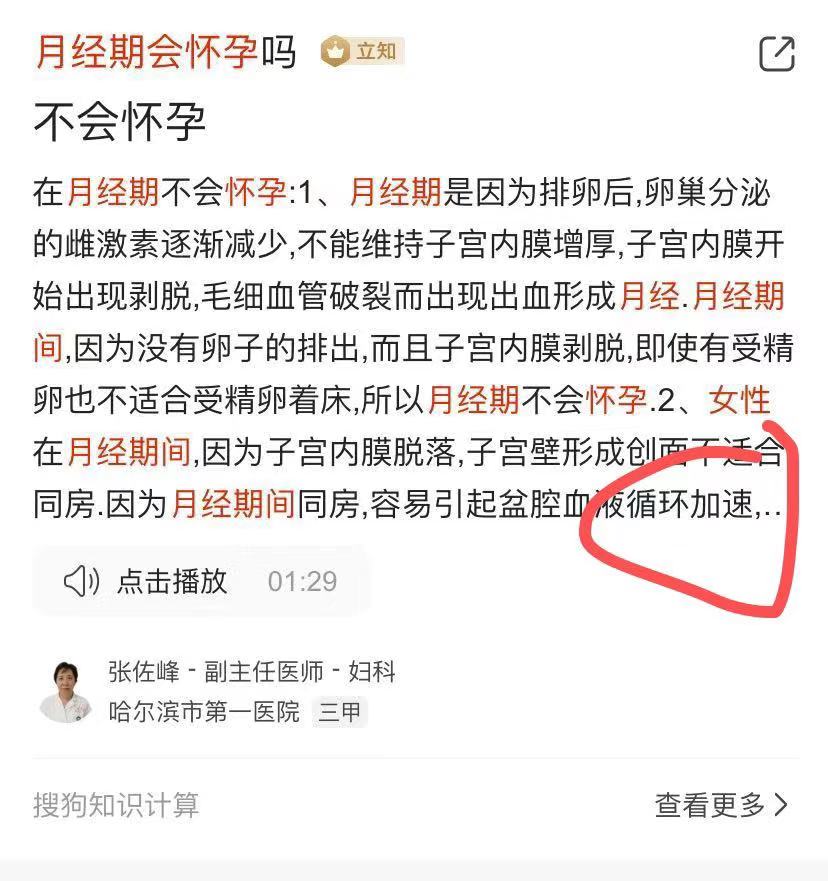 月经期会怀孕吗 立知
不会怀孕
在月经期不会怀孕:1、月经期是因为排卵后,卵巢分泌
的雌激素逐渐减少,不能维持子宫内膜增厚,子宫内膜开
始出现剥脱,毛细血管破裂而出现出血形成月经.月经期
间,因为没有卵子的排出,而且子宫内膜剥脱,即使有受精
卵也不适合受精卵着床,所以月经期不会怀孕.2、女性
在月经期间,因为子宫内膜脱落,子宫壁形成创面不适合
同房.因为月经期间同房,容易引起盆腔血液循环加速,..
点击播放 01:29
张佐峰 - 副主任医师 - 妇科
哈尔滨市第一医院 三甲
搜狗知识计算 查看更多